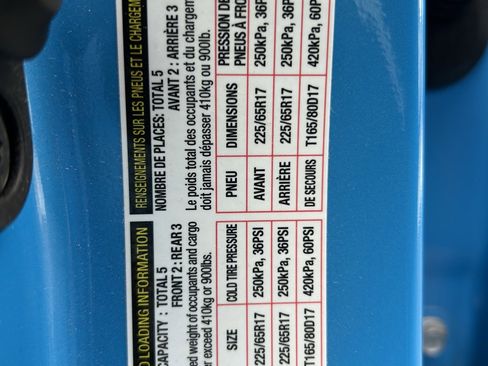 D LOADING INFORMATION
CAPACITY : TOTAL 5
FRONT 2 : REAR 3
ed weight of occupants and cargo
er exceed 410kg or 900lbs.
SIZE COLD TIRE PRESSURE
225/65R17 250kPa, 36PSI
225/65R17 250kPa, 36PSI
T165/80D17 420kPa, 60PSI
RENSEIGNEMENTS SUR LES PNEUS ET LE CHARGEMEN
NOMBRE DE PLACES: TOTAL 5
AVANT 2 : ARRIÈRE 3
Le poids total des occupants et du chargem
doit jamais dépasser 410kg ou 900lb.
PNEU DIMENSIONS PRESSION DE
PNEUS À FRO
AVANT 225/65R17 250kPa, 36P
ARRIÈRE 225/65R17 250kPa, 36P
DE SECOURS T165/80D17 420kPa, 60P